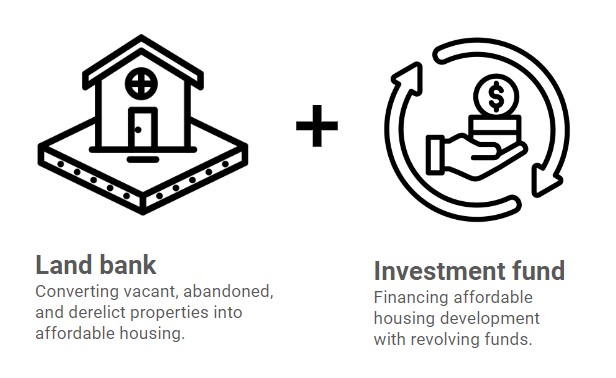 $
+
Land bank
Converting vacant, abandoned,
and derelict properties into
affordable housing.
Investment fund
Financing affordable
housing development
with revolving funds.